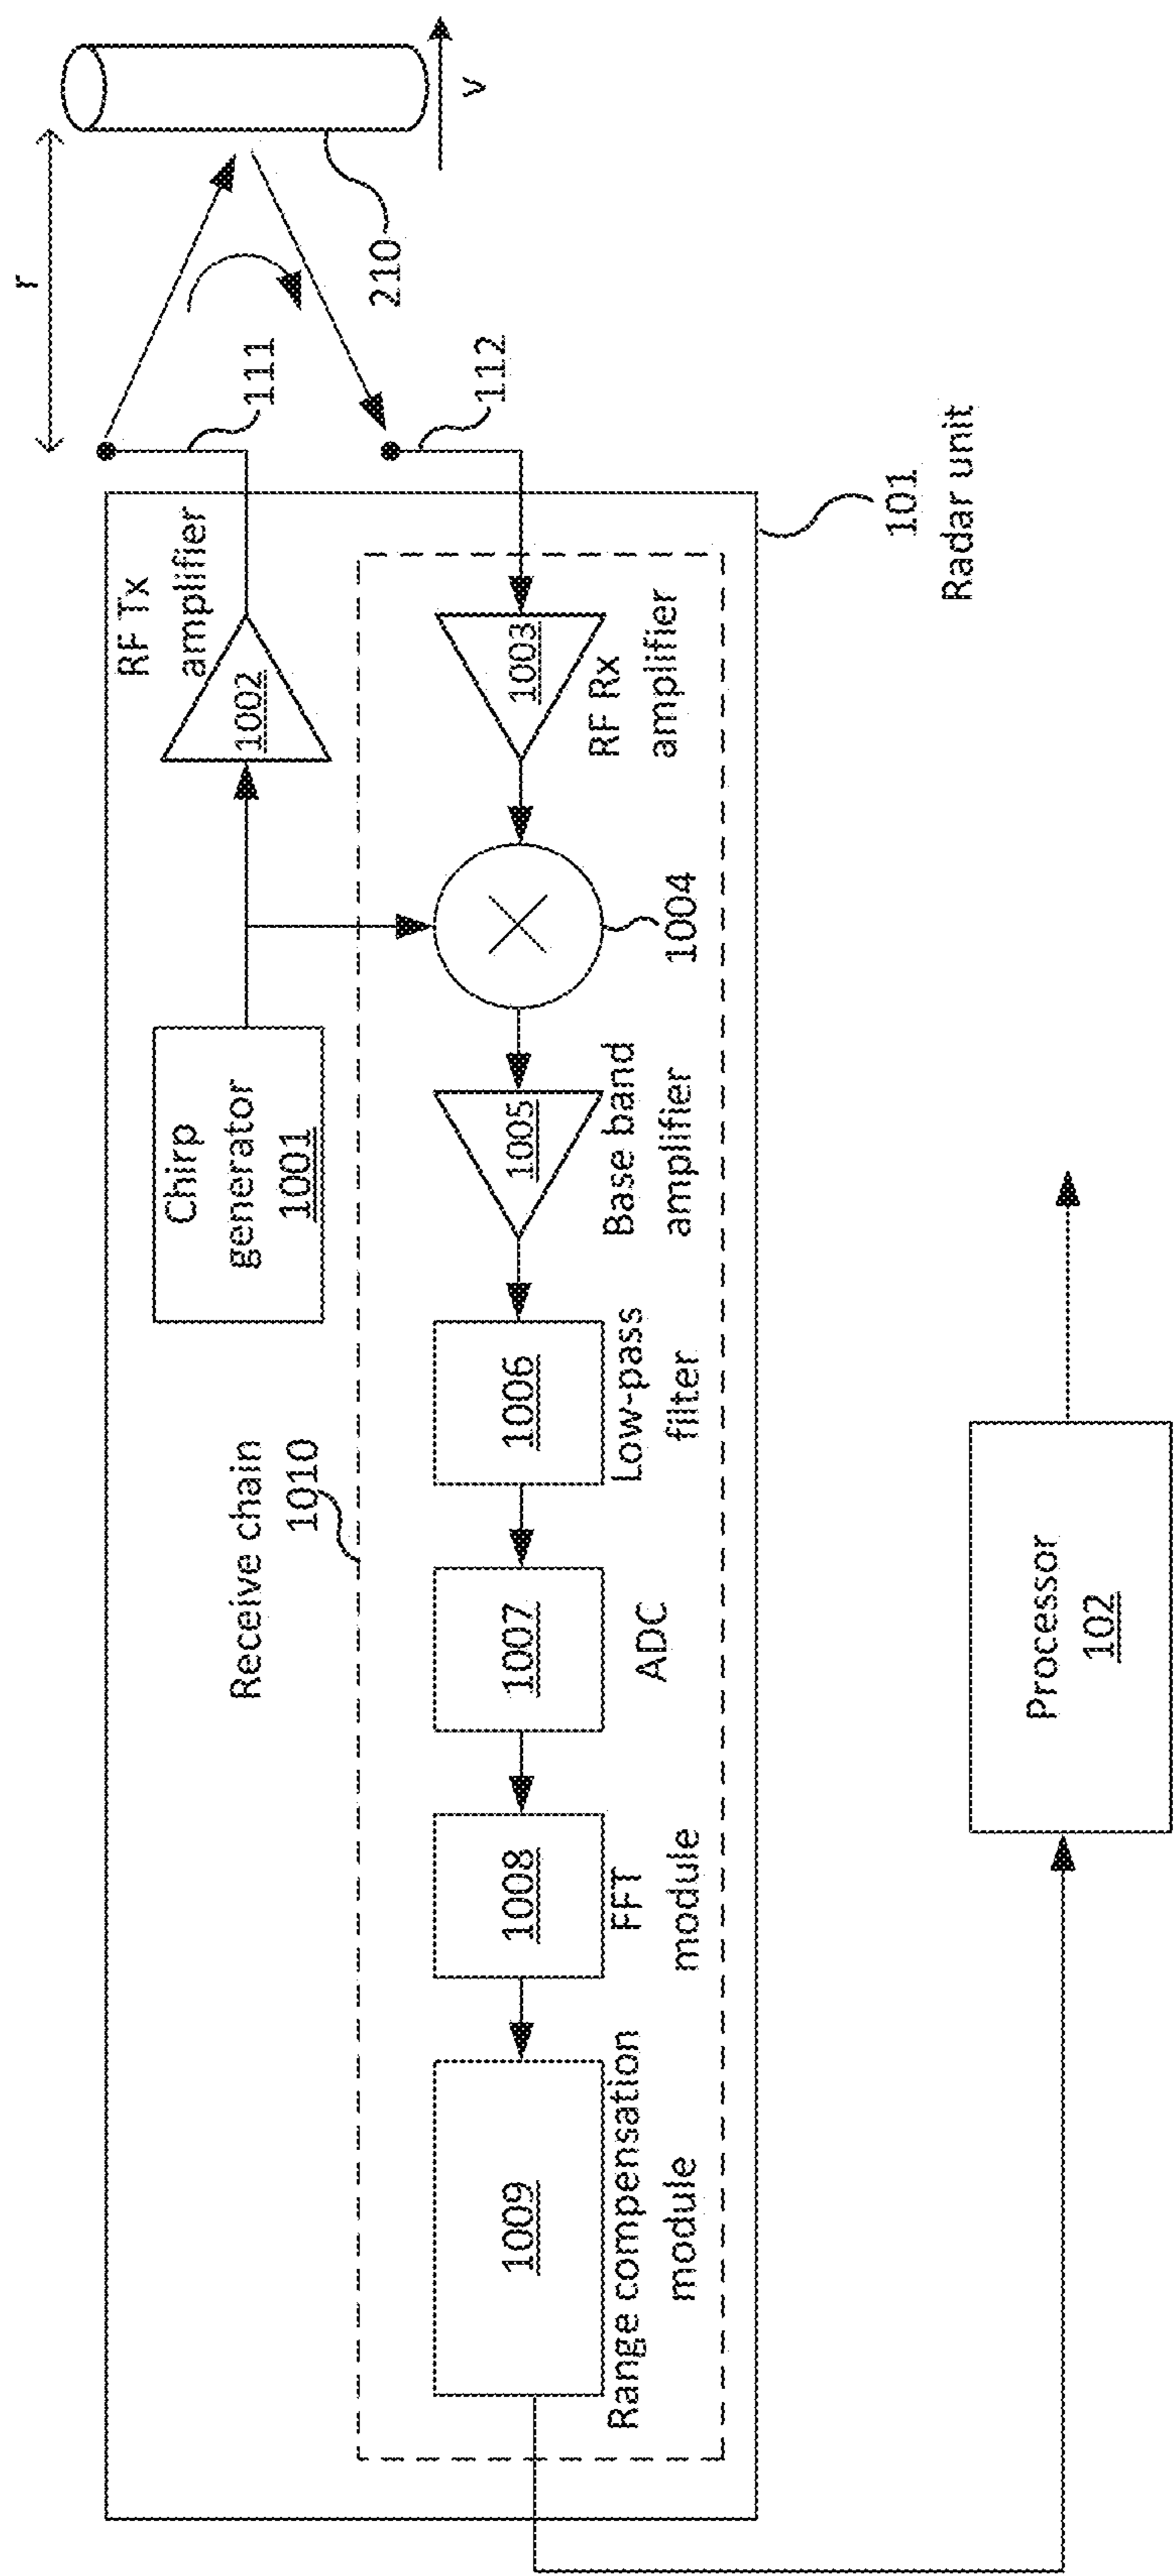 r
v
210
111
112
RF Tx
amplifier
1002
Chirp
generator
1001
1003
RF Rx
amplifier
1004
1005
Base band
amplifier
1006
Low-pass
filter
Receive chain
1010
1007
ADC
1008
FFT
module
1009
Range compensation
module
101
Radar unit
Processor
102